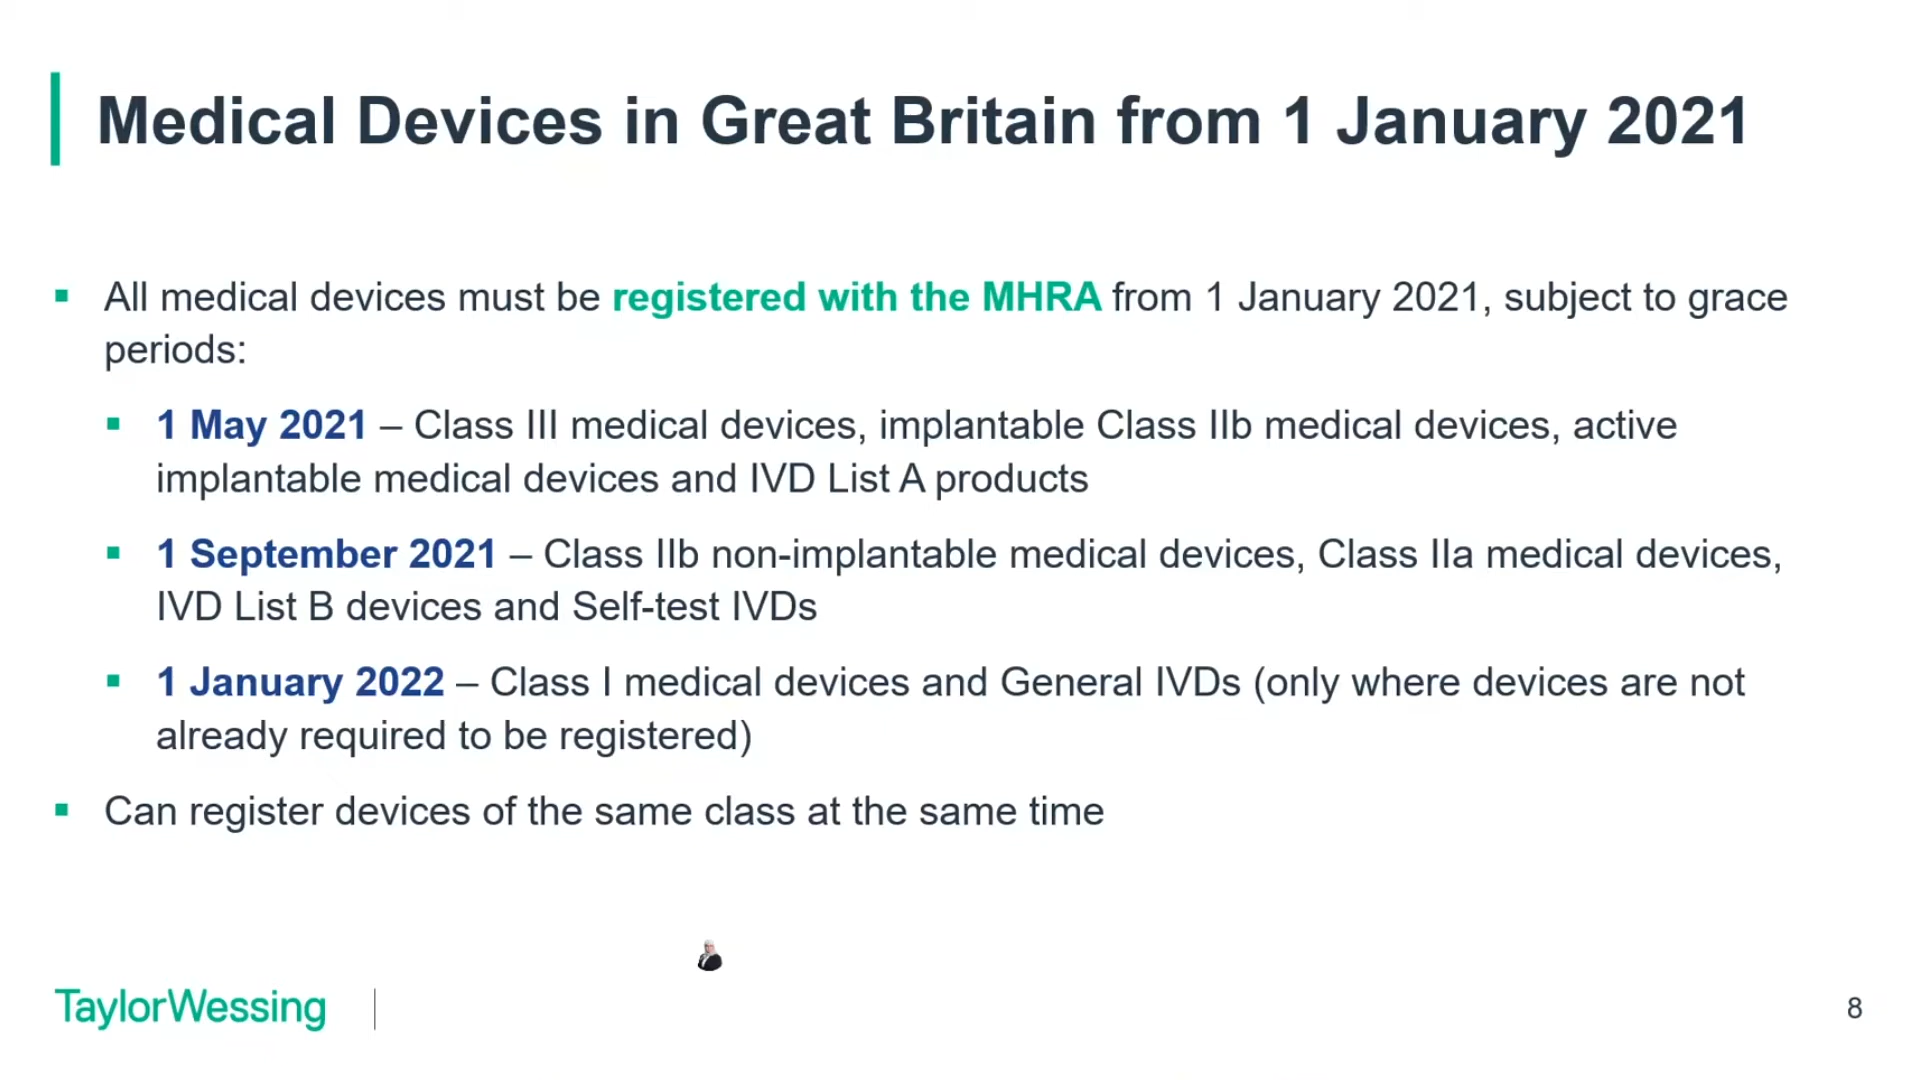 Medical Devices in Great Britain from 1 January 2021
All medical devices must be registered with the MHRA from 1 January 2021, subject to grace
periods:
1 May 2021 – Class III medical devices, implantable Class IIb medical devices, active
implantable medical devices and IVD List A products
1 September 2021 – Class IIb non-implantable medical devices, Class IIa medical devices,
IVD List B devices and Self-test IVDs
1 January 2022 – Class I medical devices and General IVDs (only where devices are not
already required to be registered)
Can register devices of the same class at the same time
TaylorWessing
8